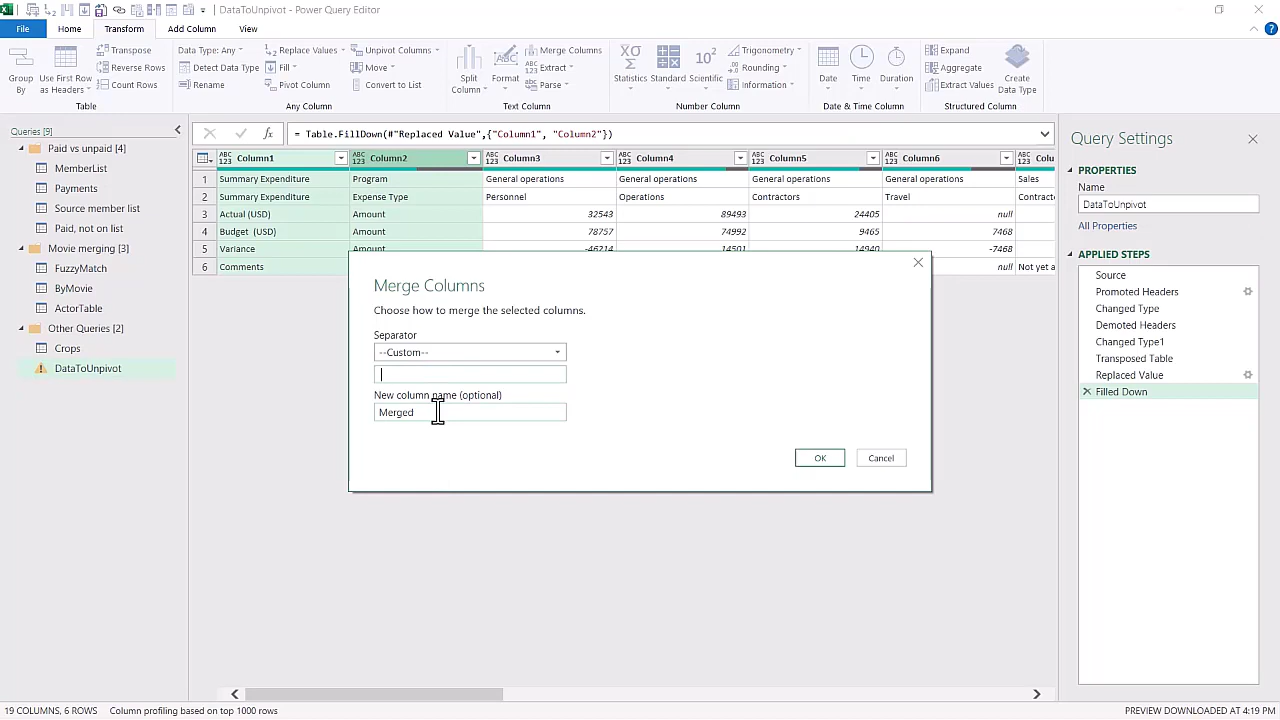 DataToUnpivot - Power Query Editor
File
Home
Transform
Add Column
View
Group By
Use First Row as Headers
Transpose
Reverse Rows
Count Rows
Table
Data Type: Any
Detect Data Type
Rename
Replace Values
Fill
Pivot Column
Unpivot Columns
Move
Convert to List
Any Column
Split Column
Format
Merge Columns
Extract
Parse
Text Column
Statistics
Standard
Scientific
Trigonometry
Rounding
Information
Number Column
Date
Time
Duration
Date & Time Column
Expand
Aggregate
Extract Values
Create Data Type
Structured Column
Queries [9]
Paid vs unpaid [4]
MemberList
Payments
Source member list
Paid, not on list
Movie merging [3]
FuzzyMatch
ByMovie
ActorTable
Other Queries [2]
Crops
DataToUnpivot
= Table.FillDown(#"Replaced Value",{"Column1", "Column2"})
Column1 Column2 Column3 Column4 Column5 Column6 Colu
1 Summary Expenditure Program General operations General operations General operations General operations Sales
2 Summary Expenditure Expense Type Personnel Operations Contractors Travel Contracto
3 Actual (USD) Amount 32543 89493 24405 null
4 Budget (USD) Amount 78757 74992 9465 7468
5 Variance Amount -46214 14501 14940 -7468
6 Comments null Not yet a
Merge Columns
Choose how to merge the selected columns.
Separator
--Custom--
New column name (optional)
Merged
OK
Cancel
Query Settings
PROPERTIES
Name
DataToUnpivot
All Properties
APPLIED STEPS
Source
Promoted Headers
Changed Type
Demoted Headers
Changed Type1
Transposed Table
Replaced Value
Filled Down
19 COLUMNS, 6 ROWS
Column profiling based on top 1000 rows
PREVIEW DOWNLOADED AT 4:19 PM